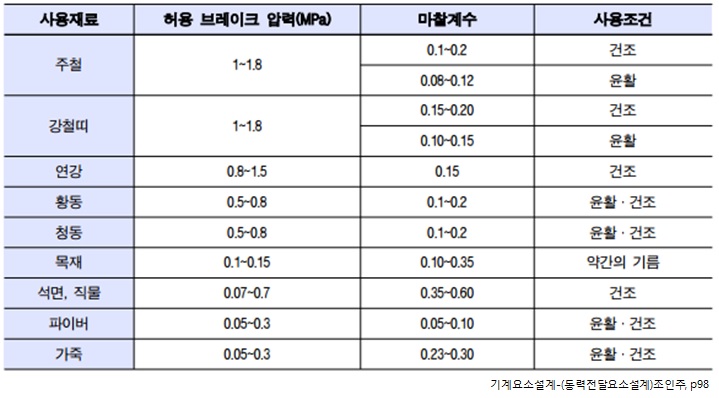 사용재료 허용 브레이크 압력(MPa) 마찰계수 사용조건
주철 1~1.8 0.1~0.2 건조
0.08~0.12 윤활
강철띠 1~1.8 0.15~0.20 건조
0.10~0.15 윤활
연강 0.8~1.5 0.15 건조
황동 0.5~0.8 0.1~0.2 윤활·건조
청동 0.5~0.8 0.1~0.2 윤활·건조
목재 0.1~0.15 0.10~0.35 약간의 기름
석면, 직물 0.07~0.7 0.35~0.60 건조
파이버 0.05~0.3 0.05~0.10 윤활·건조
가죽 0.05~0.3 0.23~0.30 윤활·건조
기계요소설계-(동력전달요소설계)조인주, p98